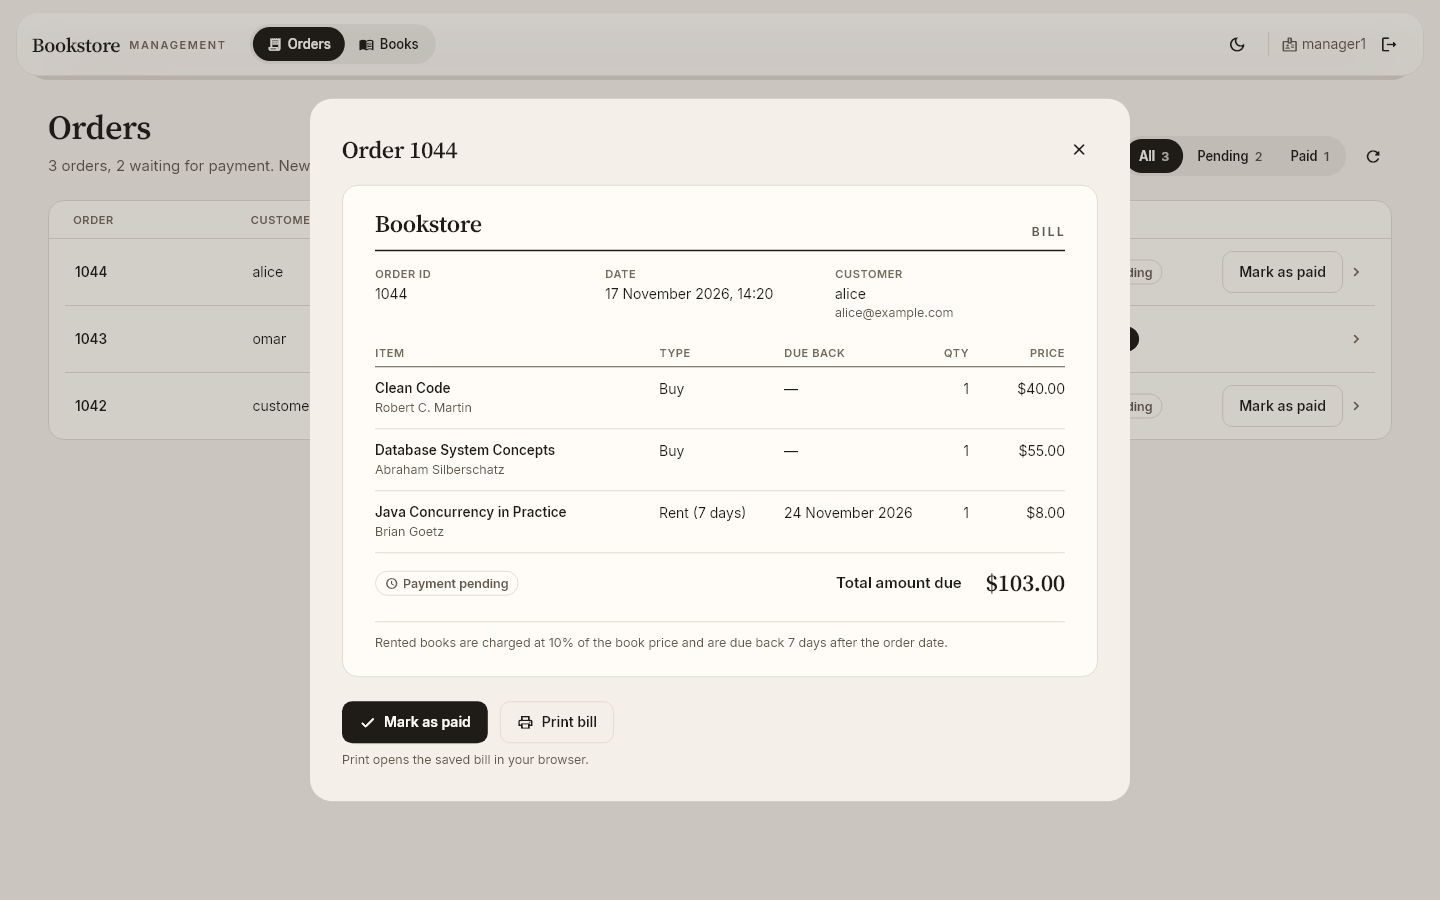 Bookstore MANAGEMENT Orders Books manager1
Orders
3 orders, 2 waiting for payment. New
All 3 Pending 2 Paid 1
ORDER
1044 alice Mark as paid
1043 omar
1042 Mark as paid
Order 1044
Bookstore BILL
ORDER ID DATE CUSTOMER
1044 17 November 2026, 14:20 alice
alice@example.com
ITEM TYPE DUE BACK QTY PRICE
Clean Code Buy — 1 $40.00
Robert C. Martin
Database System Concepts Buy — 1 $55.00
Abraham Silberschatz
Java Concurrency in Practice Rent (7 days) 24 November 2026 1 $8.00
Brian Goetz
Payment pending Total amount due $103.00
Rented books are charged at 10% of the book price and are due back 7 days after the order date.
Mark as paid Print bill
Print opens the saved bill in your browser.